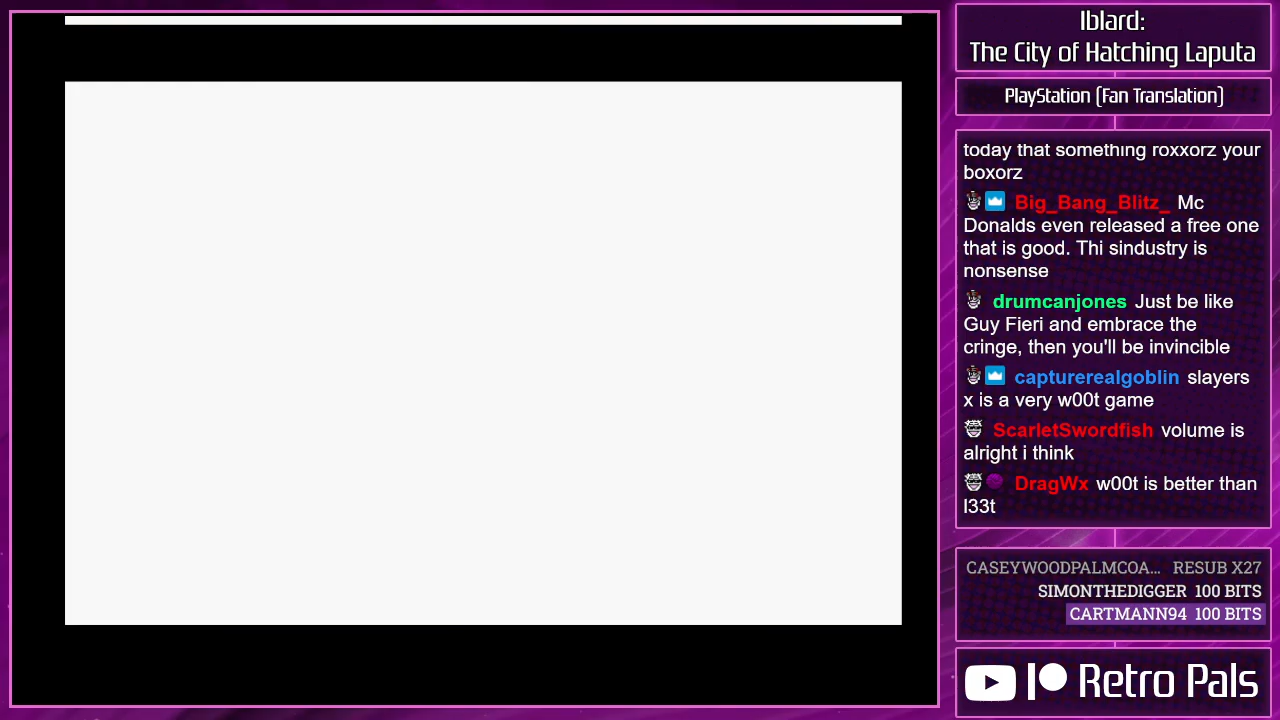 Iblard:
The City of Hatching Laputa
PlayStation (Fan Translation)
today that something roxxorz your
boxorz
Big_Bang_Blitz_ Mc
Donalds even released a free one
that is good. Thi sindustry is
nonsense
drumcanjones Just be like
Guy Fieri and embrace the
cringe, then you'll be invincible
capturerealgoblin slayers
x is a very w00t game
ScarletSwordfish volume is
alright i think
DragWx w00t is better than
l33t
CASEYWOODPALMCOA... RESUB X27
SIMONTHEDIGGER 100 BITS
CARTMANN94 100 BITS
Retro Pals